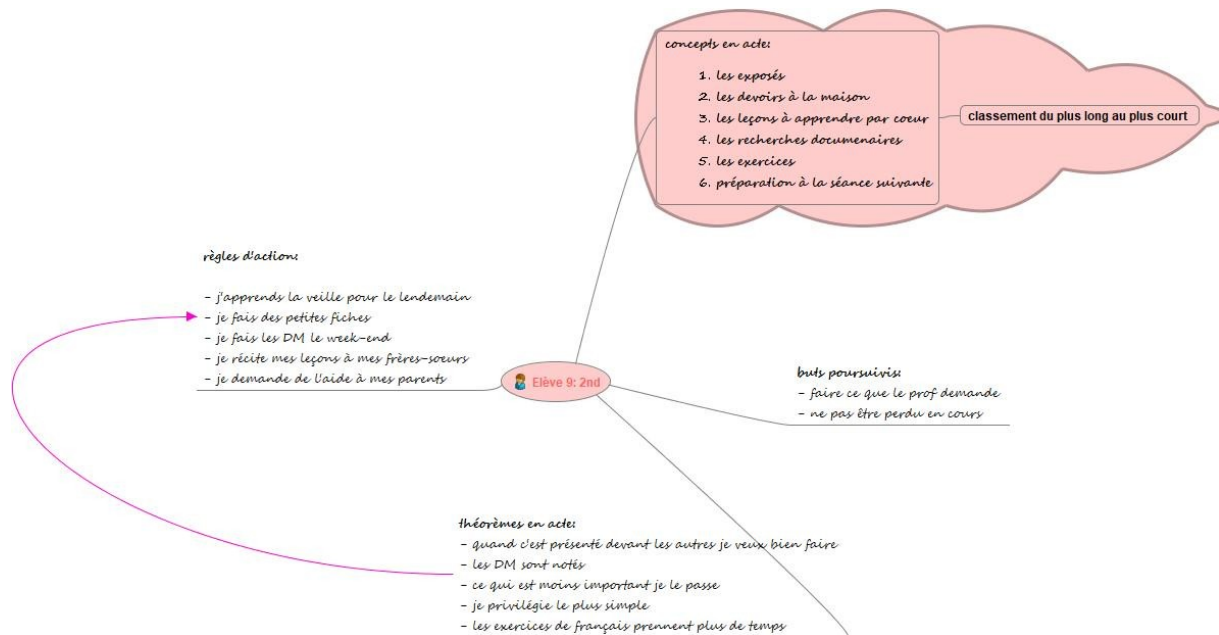 concepts en acte:
1. les exposés
2. les devoirs à la maison
3. les leçons à apprendre par coeur
4. les recherches documenaires
5. les exercices
6. préparation à la séance suivante
classement du plus long au plus court
règles d'action:
- j'apprends la veille pour le lendemain
- je fais des petites fiches
- je fais les DM le week-end
- je récite mes leçons à mes frères-soeurs
- je demande de l'aide à mes parents
Elève 9: 2nd
buts poursuivis:
- faire ce que le prof demande
- ne pas être perdu en cours
théorèmes en acte:
- quand c'est présenté devant les autres je veux bien faire
- les DM sont notés
- ce qui est moins important je le passe
- je privilégie le plus simple
- les exercices de français prennent plus de temps